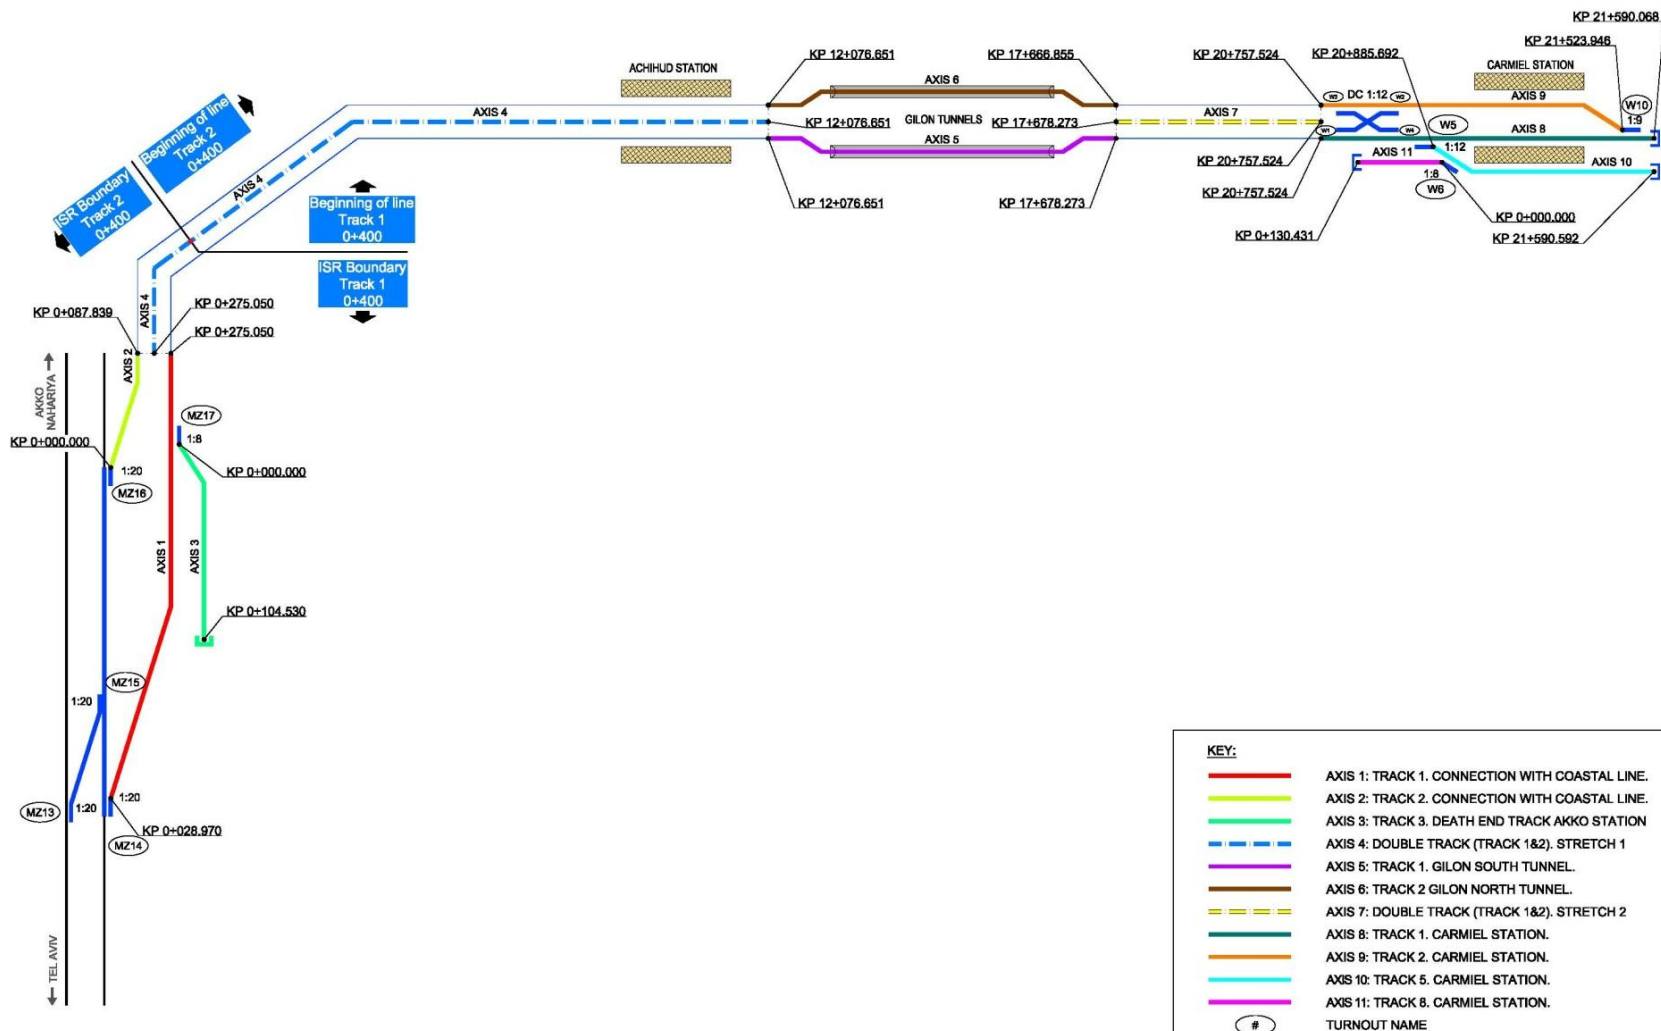 KP 21+590.068
KP 21+523.946
KP 12+076.651
KP 17+666.855
KP 20+757.524
KP 20+885.692
ACHIHUD STATION
CARMIEL STATION
AXIS 6
W3
DC 1:12
W2
AXIS 9
W10
1:9
AXIS 4
GILON TUNNELS
AXIS 7
KP 12+076.651
KP 17+678.273
W1
W4
W5
AXIS 8
AXIS 5
1:12
AXIS 11
AXIS 10
KP 20+757.524
1:8
W6
KP 12+076.651
KP 17+678.273
KP 20+757.524
KP 0+000.000
KP 0+130.431
KP 21+590.592
Beginning of line
Track 2
0+400
ISR Boundary
Track 2
0+400
AXIS 4
Beginning of line
Track 1
0+400
ISR Boundary
Track 1
0+400
AXIS 4
KP 0+087.839
KP 0+275.050
KP 0+275.050
AXIS 2
AKKO
NAHARIYA
MZ17
1:8
KP 0+000.000
KP 0+000.000
1:20
MZ16
AXIS 1
AXIS 3
KP 0+104.530
MZ15
1:20
MZ13
1:20
1:20
KP 0+028.970
MZ14
TEL AVIV
KEY:
AXIS 1: TRACK 1. CONNECTION WITH COASTAL LINE.
AXIS 2: TRACK 2. CONNECTION WITH COASTAL LINE.
AXIS 3: TRACK 3. DEATH END TRACK AKKO STATION
AXIS 4: DOUBLE TRACK (TRACK 1&2). STRETCH 1
AXIS 5: TRACK 1. GILON SOUTH TUNNEL.
AXIS 6: TRACK 2 GILON NORTH TUNNEL.
AXIS 7: DOUBLE TRACK (TRACK 1&2). STRETCH 2
AXIS 8: TRACK 1. CARMIEL STATION.
AXIS 9: TRACK 2. CARMIEL STATION.
AXIS 10: TRACK 5. CARMIEL STATION.
AXIS 11: TRACK 8. CARMIEL STATION.
# TURNOUT NAME